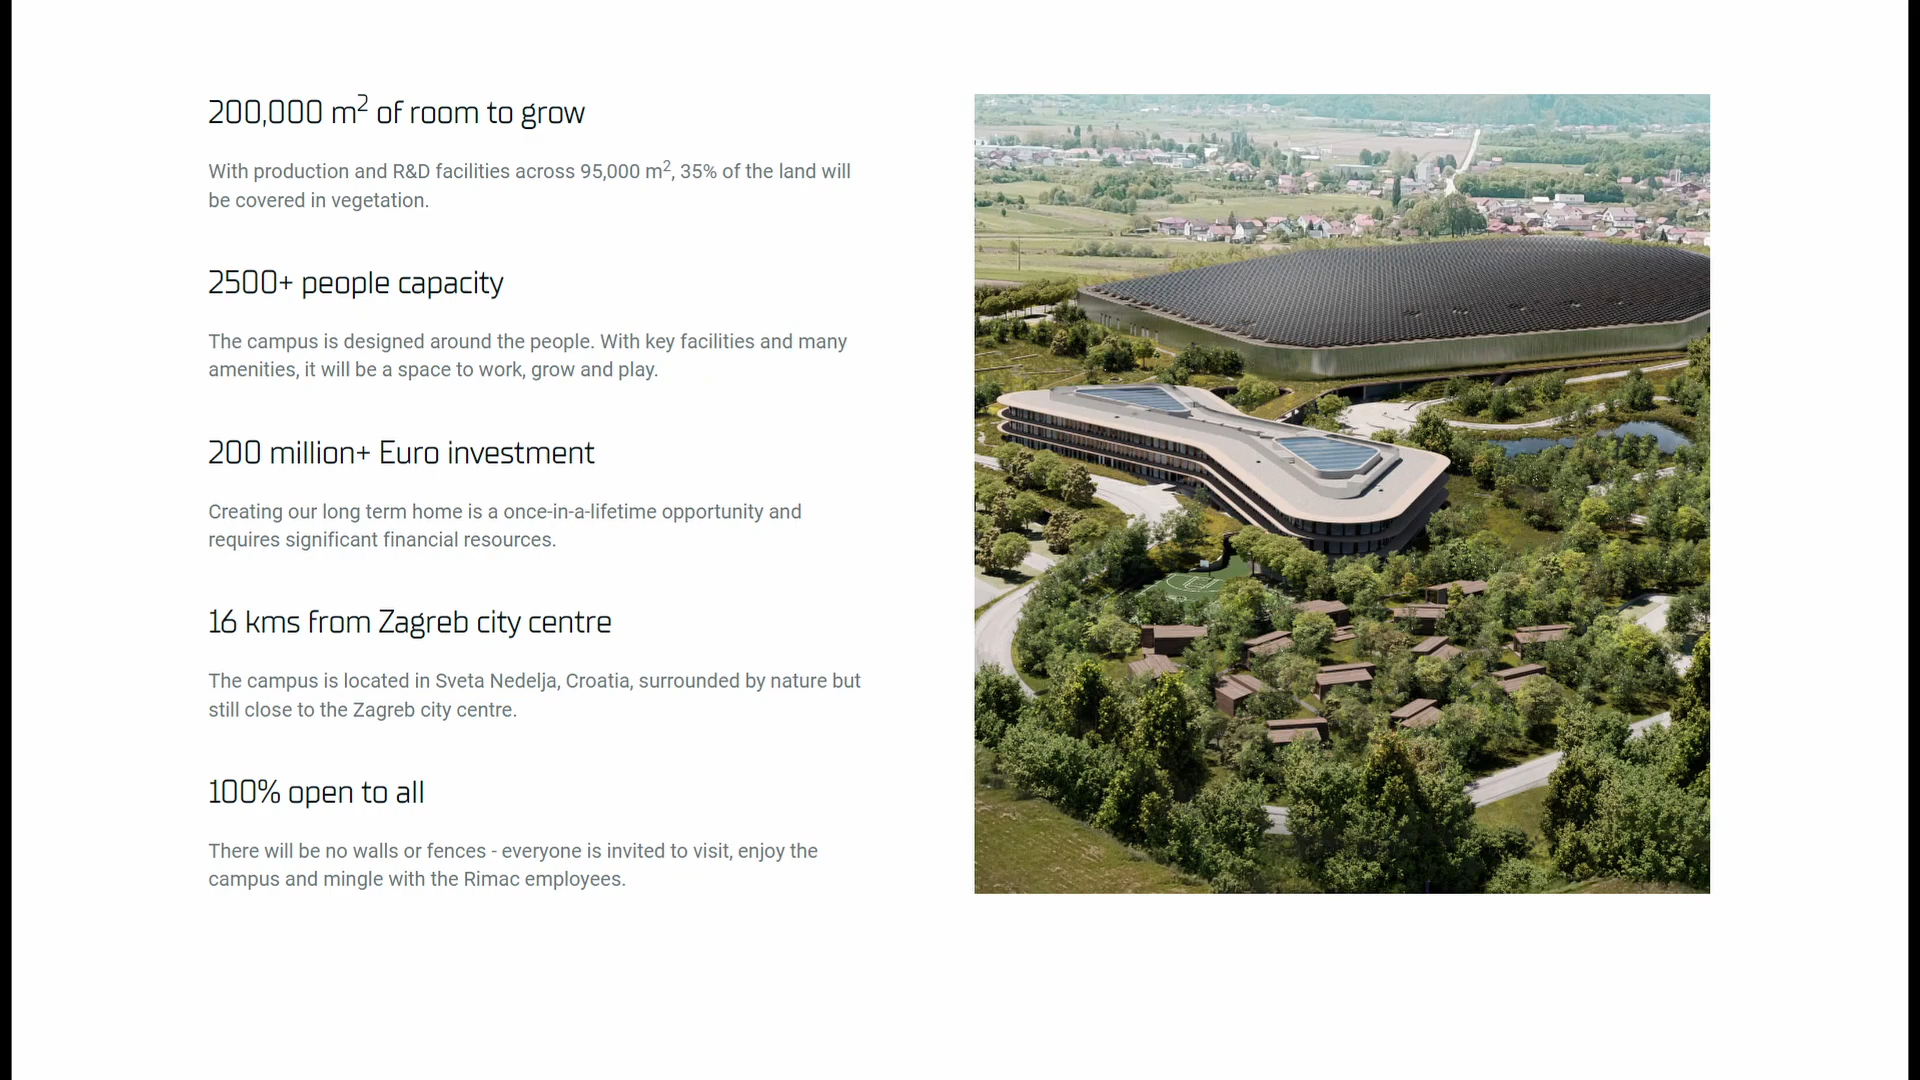 200,000 m² of room to grow
With production and R&D facilities across 95,000 m², 35% of the land will
be covered in vegetation.
2500+ people capacity
The campus is designed around the people. With key facilities and many
amenities, it will be a space to work, grow and play.
200 million+ Euro investment
Creating our long term home is a once-in-a-lifetime opportunity and
requires significant financial resources.
16 kms from Zagreb city centre
The campus is located in Sveta Nedelja, Croatia, surrounded by nature but
still close to the Zagreb city centre.
100% open to all
There will be no walls or fences - everyone is invited to visit, enjoy the
campus and mingle with the Rimac employees.